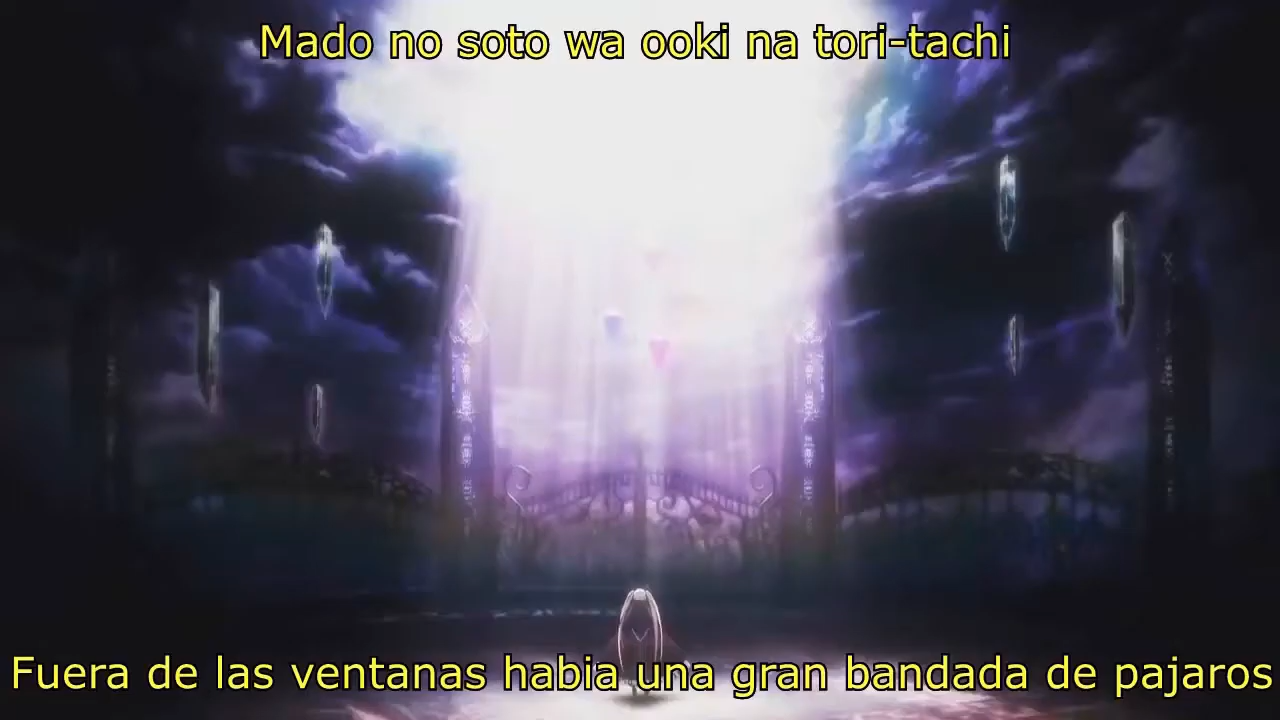 Mado no soto wa ooki na tori-tachi
Fuera de las ventanas habia una gran bandada de pajaros